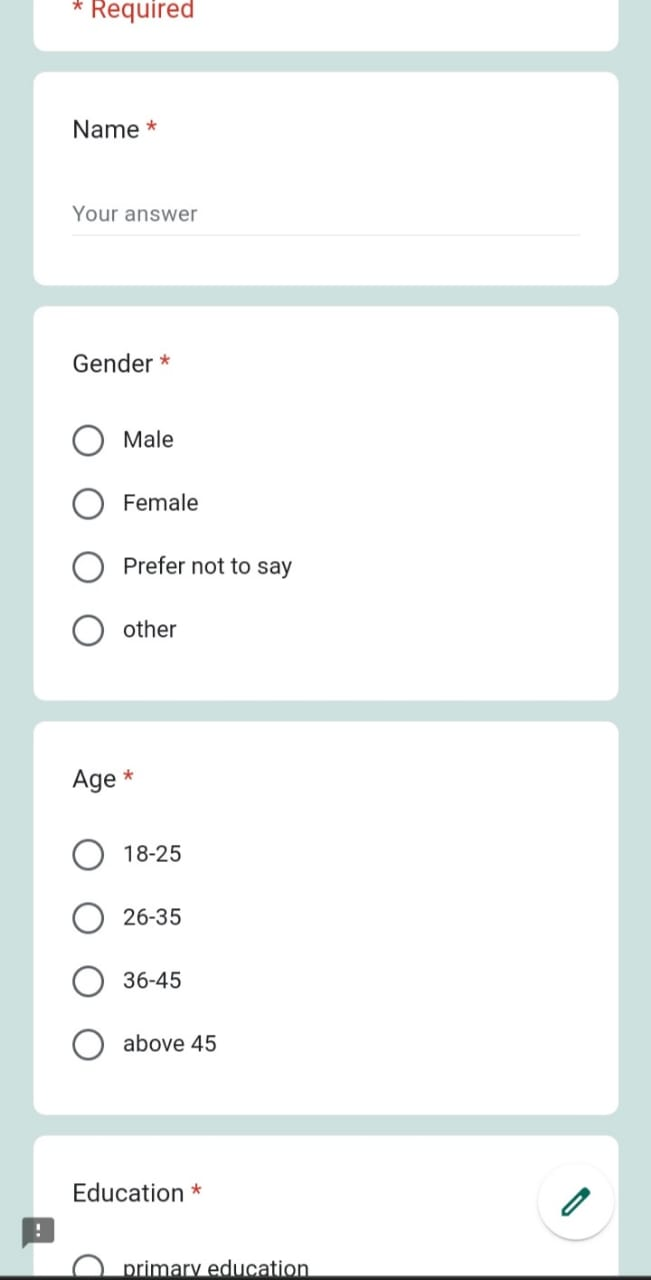 * Required
Name *
Your answer
Gender *
Male
Female
Prefer not to say
other
Age *
18-25
26-35
36-45
above 45
Education *
primary education